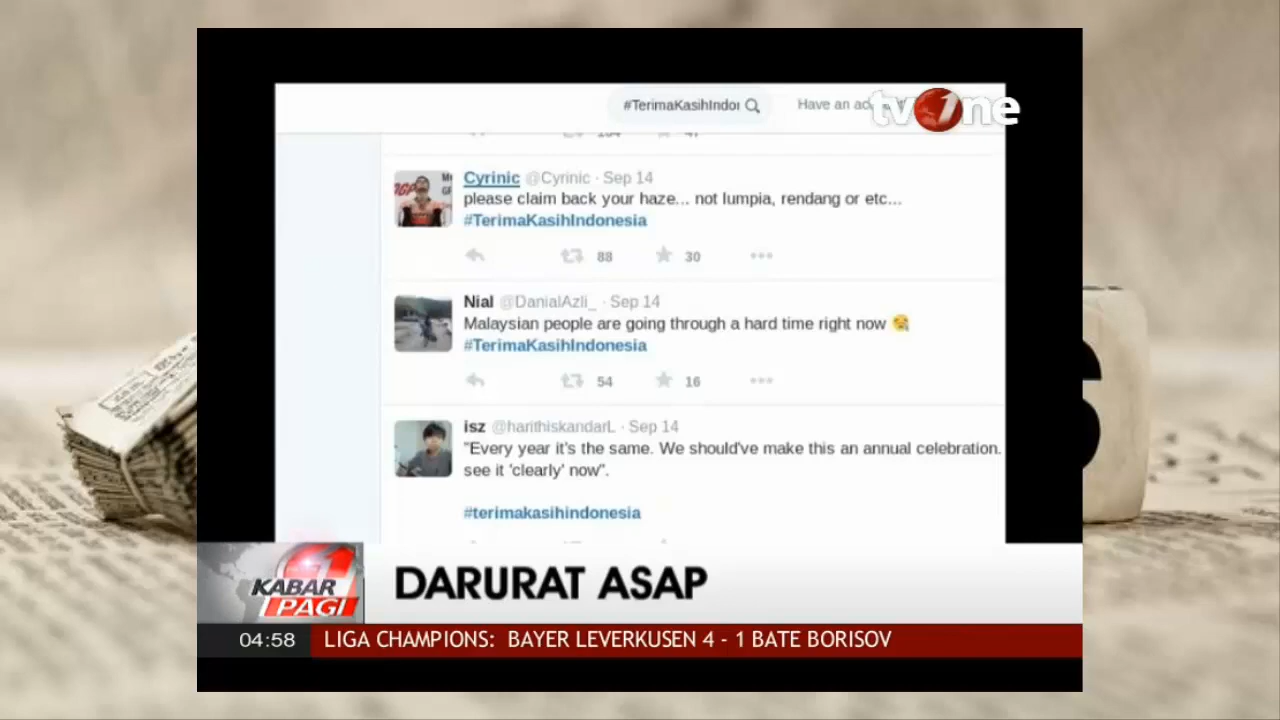 #TerimaKasihIndo
Have an ac
tvOne
194 47
Cyrinic @Cyrinic · Sep 14
please claim back your haze... not lumpia, rendang or etc...
#TerimaKasihIndonesia
88 30
Nial @DanialAzli_ · Sep 14
Malaysian people are going through a hard time right now
#TerimaKasihIndonesia
54 16
isz @harithiskandarL · Sep 14
"Every year it's the same. We should've make this an annual celebration.
see it 'clearly' now".
#terimakasihindonesia
1
KABAR
PAGI
DARURAT ASAP
04:58 LIGA CHAMPIONS: BAYER LEVERKUSEN 4 - 1 BATE BORISOV